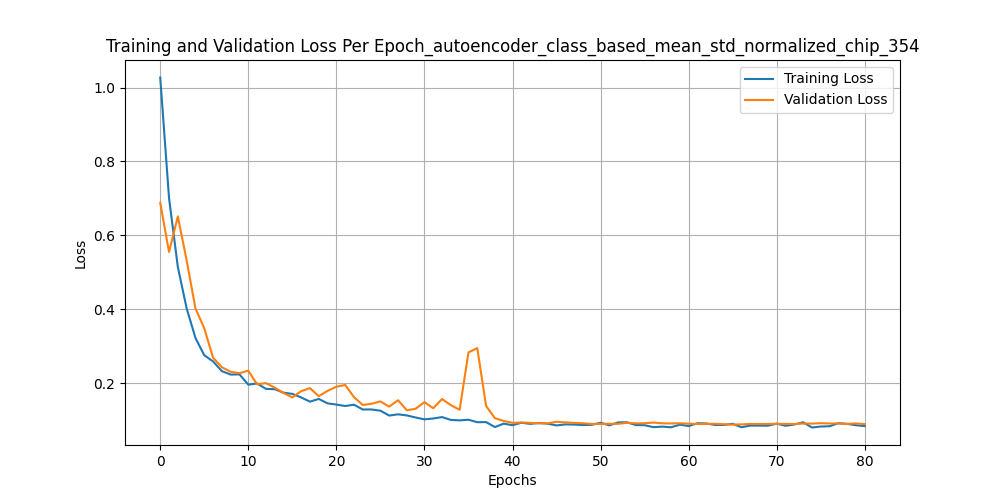 Training and Validation Loss Per Epoch_autoencoder_class_based_mean_std_normalized_chip_354
Training Loss
Validation Loss
1.0
0.8
0.6
0.4
0.2
Loss
0 10 20 30 40 50 60 70 80
Epochs